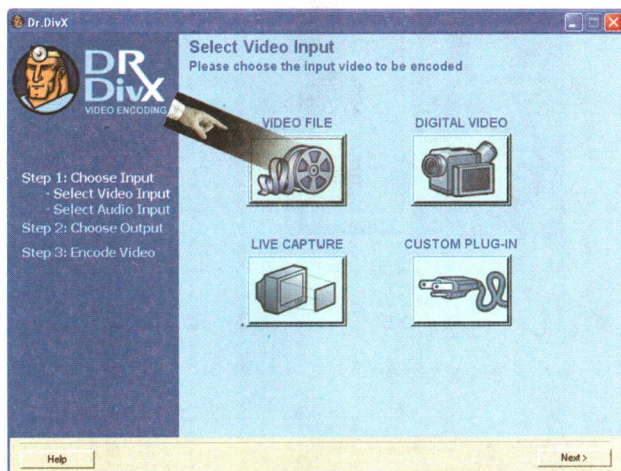 Dr.DivX
DR
DivX
VIDEO ENCODING
Select Video Input
Please choose the input video to be encoded
VIDEO FILE
DIGITAL VIDEO
Step 1: Choose Input
- Select Video Input
- Select Audio Input
Step 2: Choose Output
Step 3: Encode Video
LIVE CAPTURE
CUSTOM PLUG-IN
Help
Next >